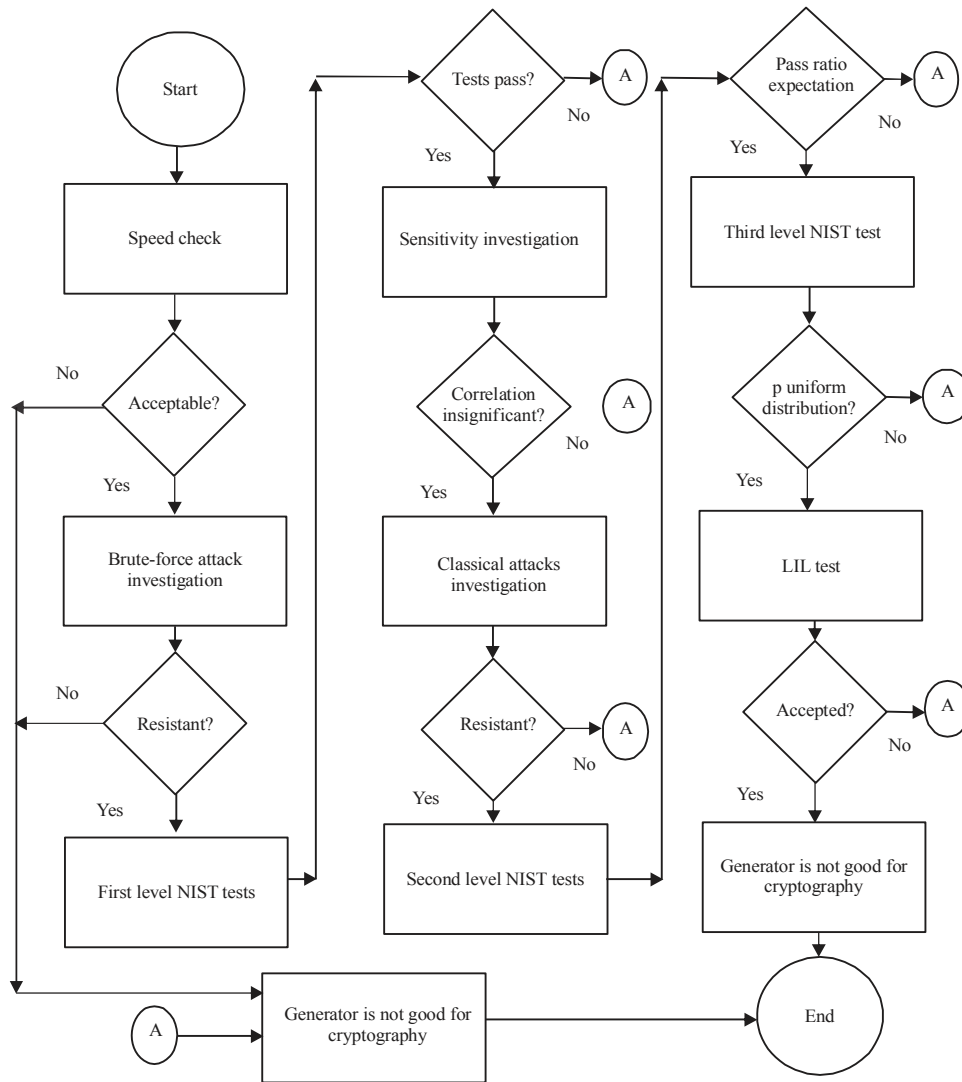 Start
Speed check
No
Acceptable?
Yes
Brute-force attack
investigation
No
Resistant?
Yes
First level NIST tests
Tests pass?
A
No
Yes
Sensitivity investigation
Correlation
insignificant?
A
No
Yes
Classical attacks
investigation
Resistant?
A
No
Yes
Second level NIST tests
Pass ratio
expectation
A
No
Yes
Third level NIST test
p uniform
distribution?
A
No
Yes
LIL test
Accepted?
A
No
Yes
Generator is not good for
cryptography
A
Generator is not good for
cryptography
End